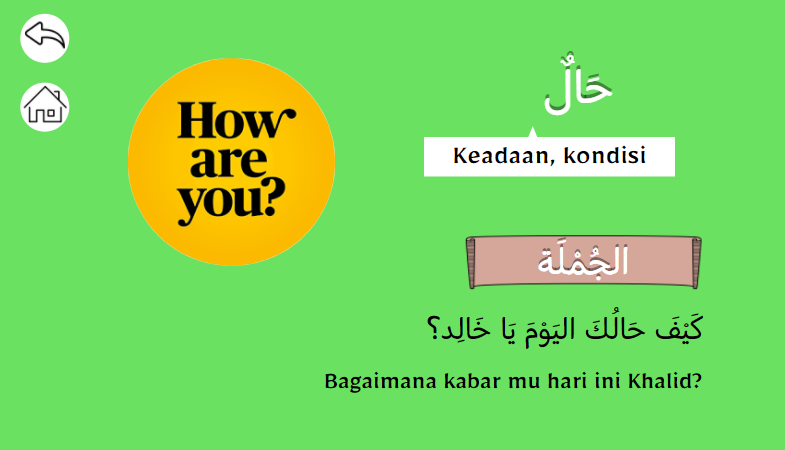 How
are
you?
حَالٌ
Keadaan, kondisi
الجُمْلَة
كَيْفَ حَالُكَ اليَوْمَ يَا خَالِد؟
Bagaimana kabar mu hari ini Khalid?